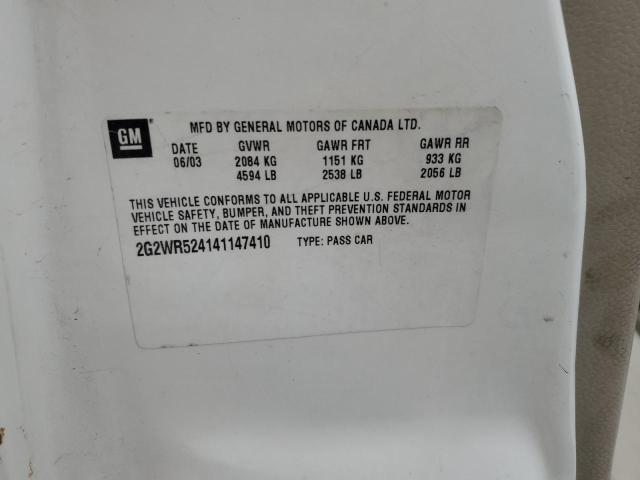 GM
MFD BY GENERAL MOTORS OF CANADA LTD.
DATE GVWR GAWR FRT GAWR RR
06/03 2084 KG 1151 KG 933 KG
4594 LB 2538 LB 2056 LB
THIS VEHICLE CONFORMS TO ALL APPLICABLE U.S. FEDERAL MOTOR
VEHICLE SAFETY, BUMPER, AND THEFT PREVENTION STANDARDS IN
EFFECT ON THE DATE OF MANUFACTURE SHOWN ABOVE.
2G2WR524141147410 TYPE: PASS CAR